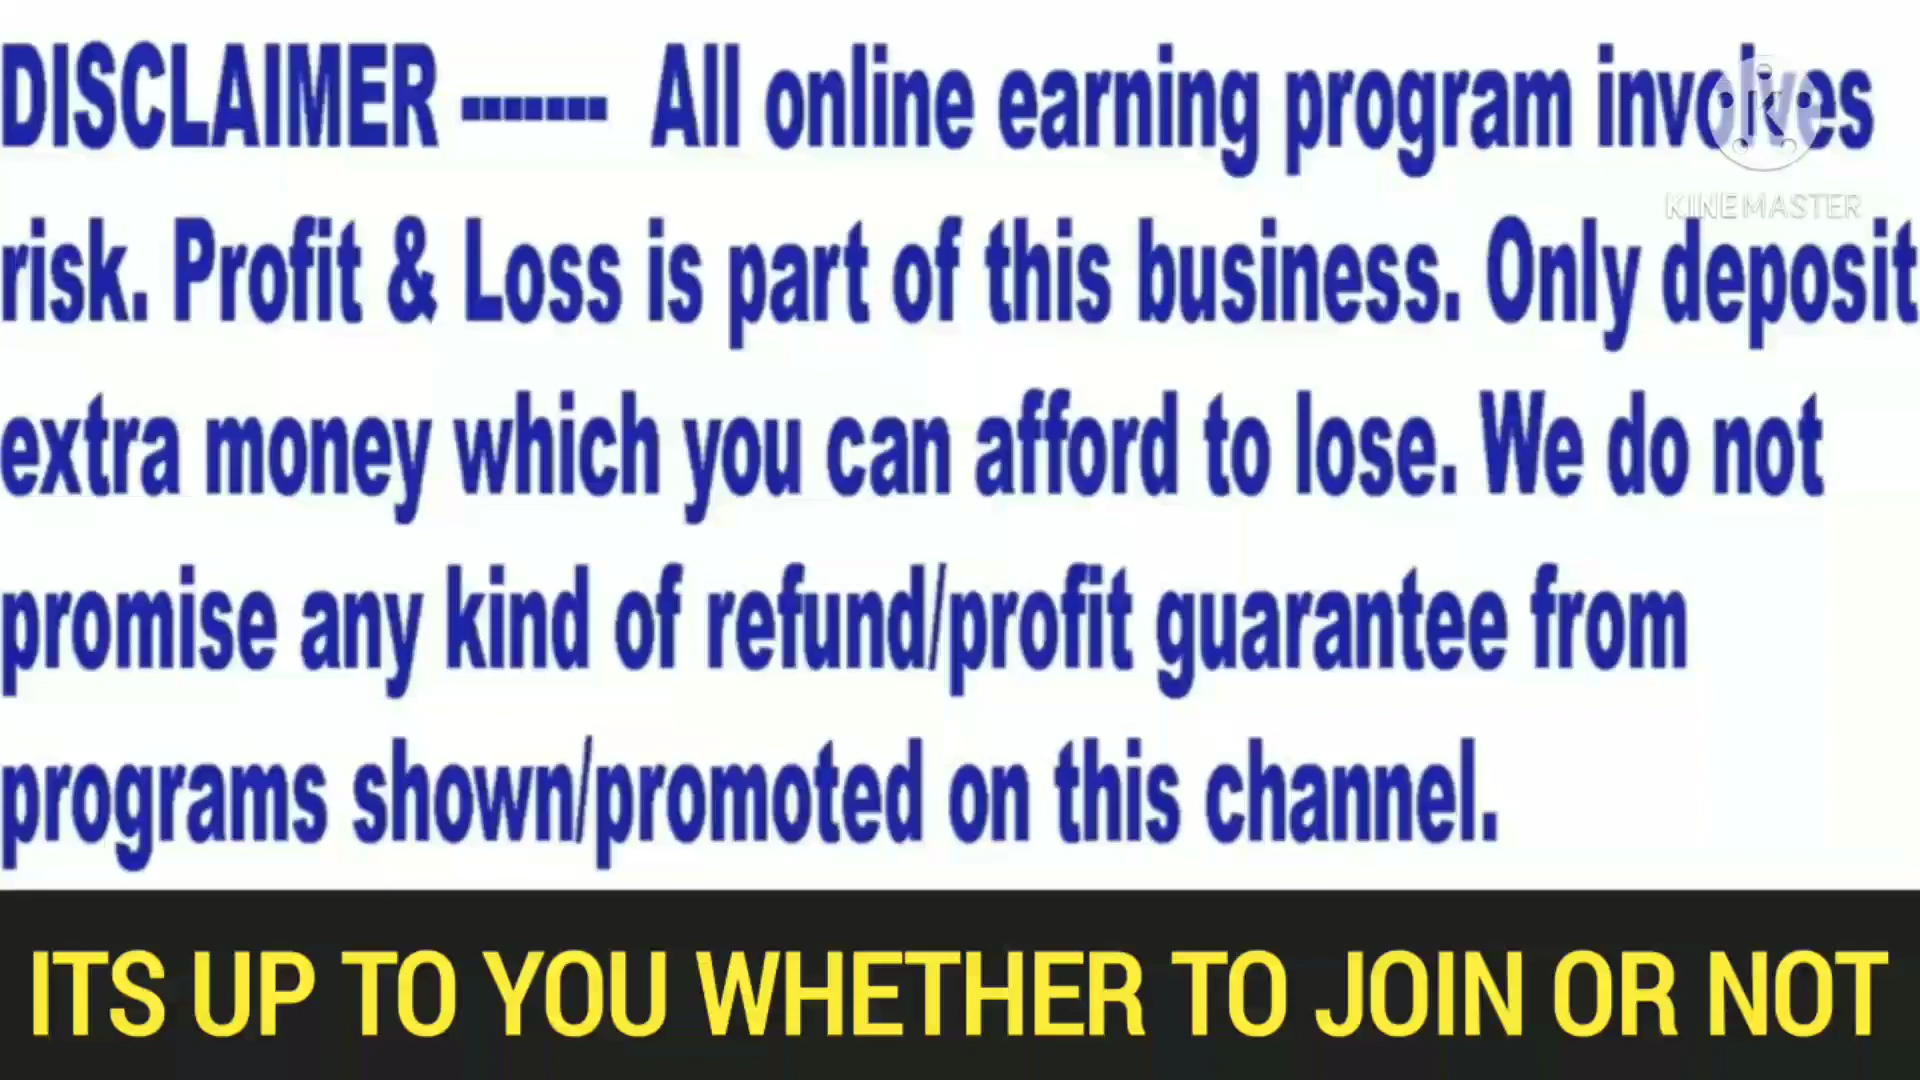 DISCLAIMER ------- All online earning program involves
KINEMASTER
risk. Profit & Loss is part of this business. Only deposit
extra money which you can afford to lose. We do not
promise any kind of refund/profit guarantee from
programs shown/promoted on this channel.
ITS UP TO YOU WHETHER TO JOIN OR NOT